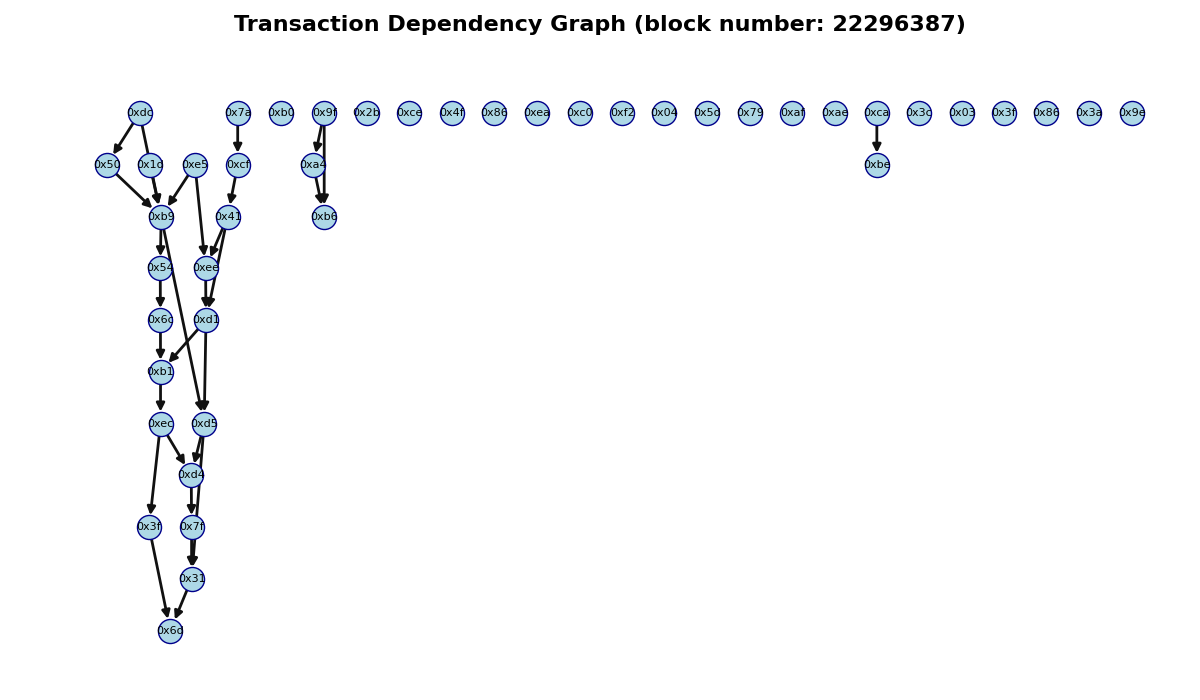 Transaction Dependency Graph (block number: 22296387)
0xdc 0x7a 0xb0 0x9f 0x2b 0xce 0x4f 0x86 0xea 0xc0 0xf2 0x04 0x5d 0x79 0xaf 0xae 0xca 0x3c 0x03 0x3f 0x86 0x3a 0x9e
0x50 0x1d 0xe5 0xcf 0xa4 0xbe
0xb9 0x41 0xb6
0x54 0xee
0x6c 0xd1
0xb1
0xec 0xd5
0xd4
0x3f 0x7f
0x31
0x6d